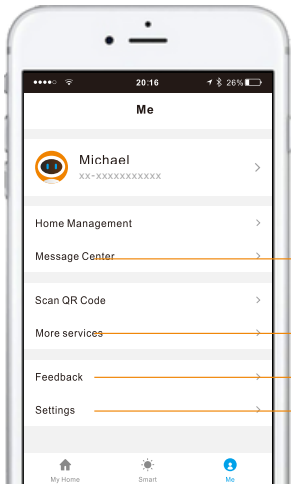 20:16 26%
Me
Michael
xx-xxxxxxxxxxx
Home Management
Message Center
Scan QR Code
More services
Feedback
Settings
My Home Smart Me